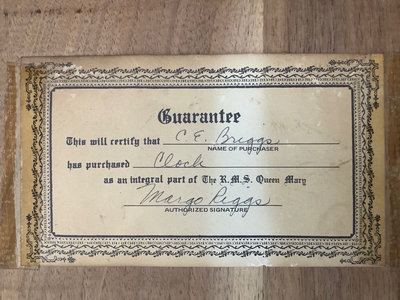 Guarantee
This will certify that C.E. Briggs
NAME OF PURCHASER
has purchased Clock
as an integral part of The R.M.S. Queen Mary
Margo Riggs
AUTHORIZED SIGNATURE